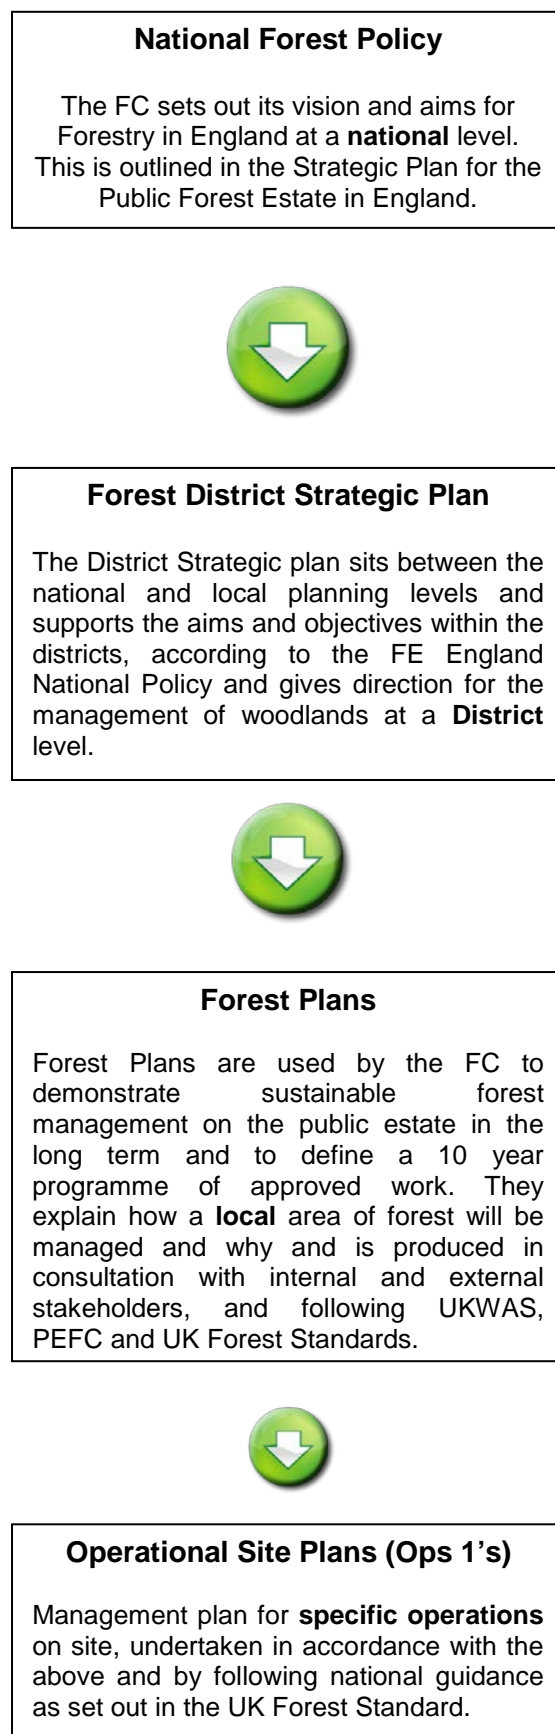 National Forest Policy
The FC sets out its vision and aims for
Forestry in England at a national level.
This is outlined in the Strategic Plan for the
Public Forest Estate in England.
Forest District Strategic Plan
The District Strategic plan sits between the
national and local planning levels and
supports the aims and objectives within the
districts, according to the FE England
National Policy and gives direction for the
management of woodlands at a District
level.
Forest Plans
Forest Plans are used by the FC to
demonstrate sustainable forest
management on the public estate in the
long term and to define a 10 year
programme of approved work. They
explain how a local area of forest will be
managed and why and is produced in
consultation with internal and external
stakeholders, and following UKWAS,
PEFC and UK Forest Standards.
Operational Site Plans (Ops 1's)
Management plan for specific operations
on site, undertaken in accordance with the
above and by following national guidance
as set out in the UK Forest Standard.